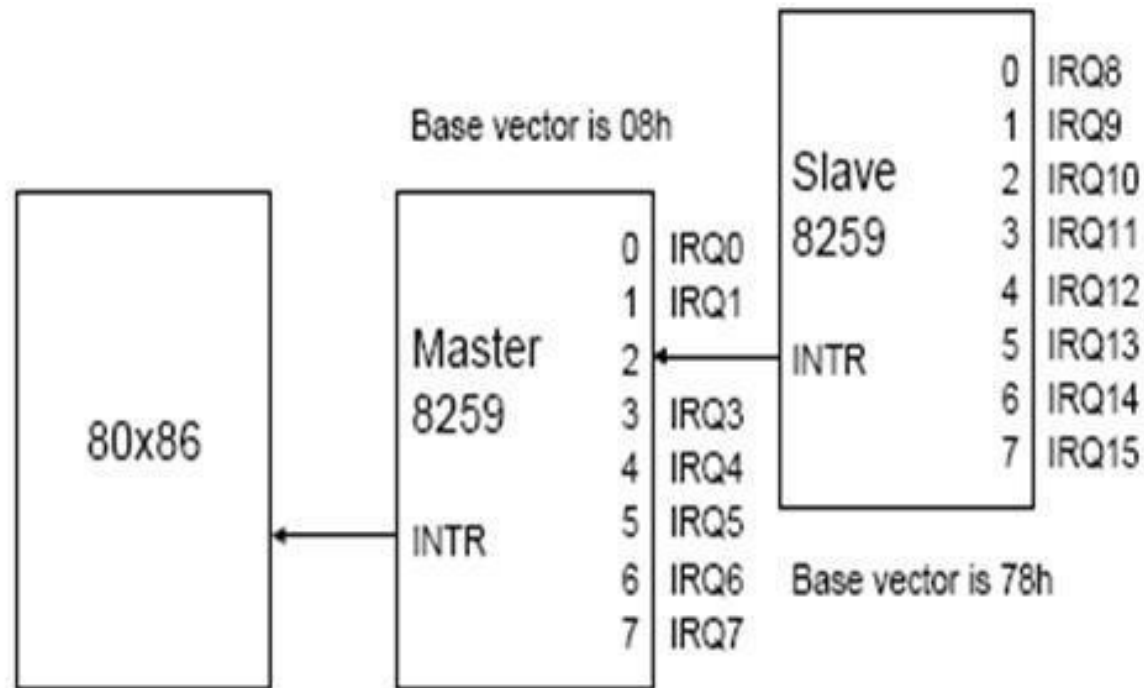 Base vector is 08h
80x86
Master
8259
INTR
0 IRQ0
1 IRQ1
2
3 IRQ3
4 IRQ4
5 IRQ5
6 IRQ6
7 IRQ7
Slave
8259
INTR
0 IRQ8
1 IRQ9
2 IRQ10
3 IRQ11
4 IRQ12
5 IRQ13
6 IRQ14
7 IRQ15
Base vector is 78h